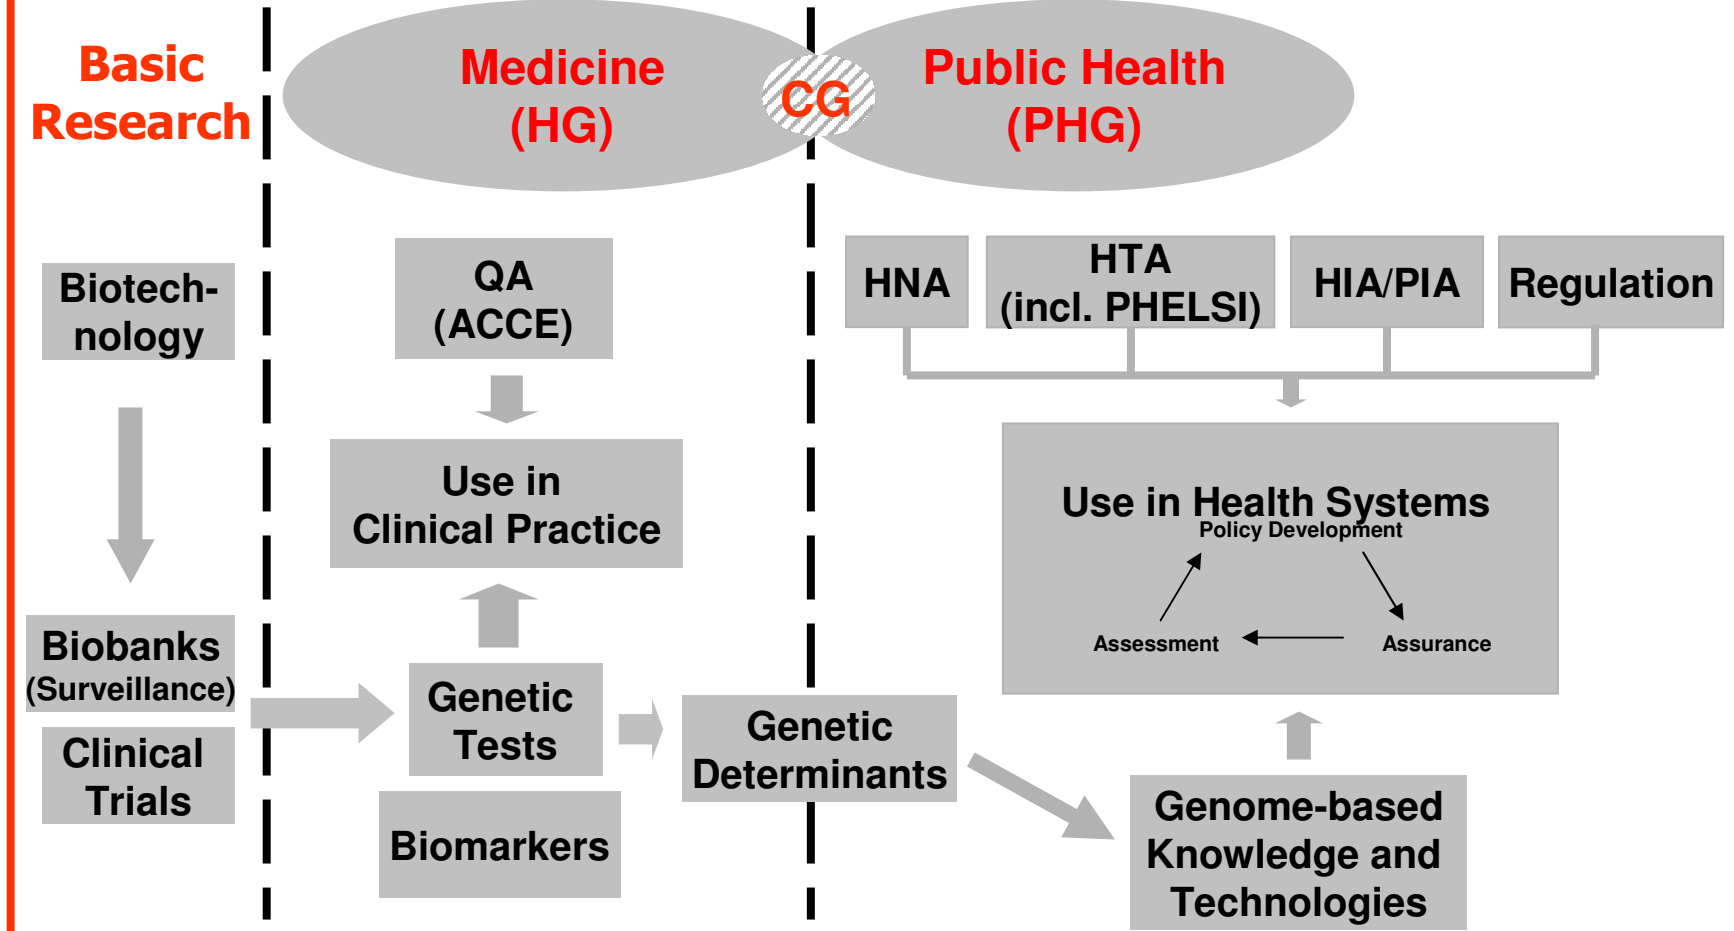 Basic
Research
Medicine
(HG)
CG
Public Health
(PHG)
Biotech-
nology
Biobanks
(Surveillance)
Clinical
Trials
QA
(ACCE)
Use in
Clinical Practice
Genetic
Tests
Biomarkers
Genetic
Determinants
HNA
HTA
(incl. PHELSI)
HIA/PIA
Regulation
Use in Health Systems
Policy Development
Assessment
Assurance
Genome-based
Knowledge and
Technologies